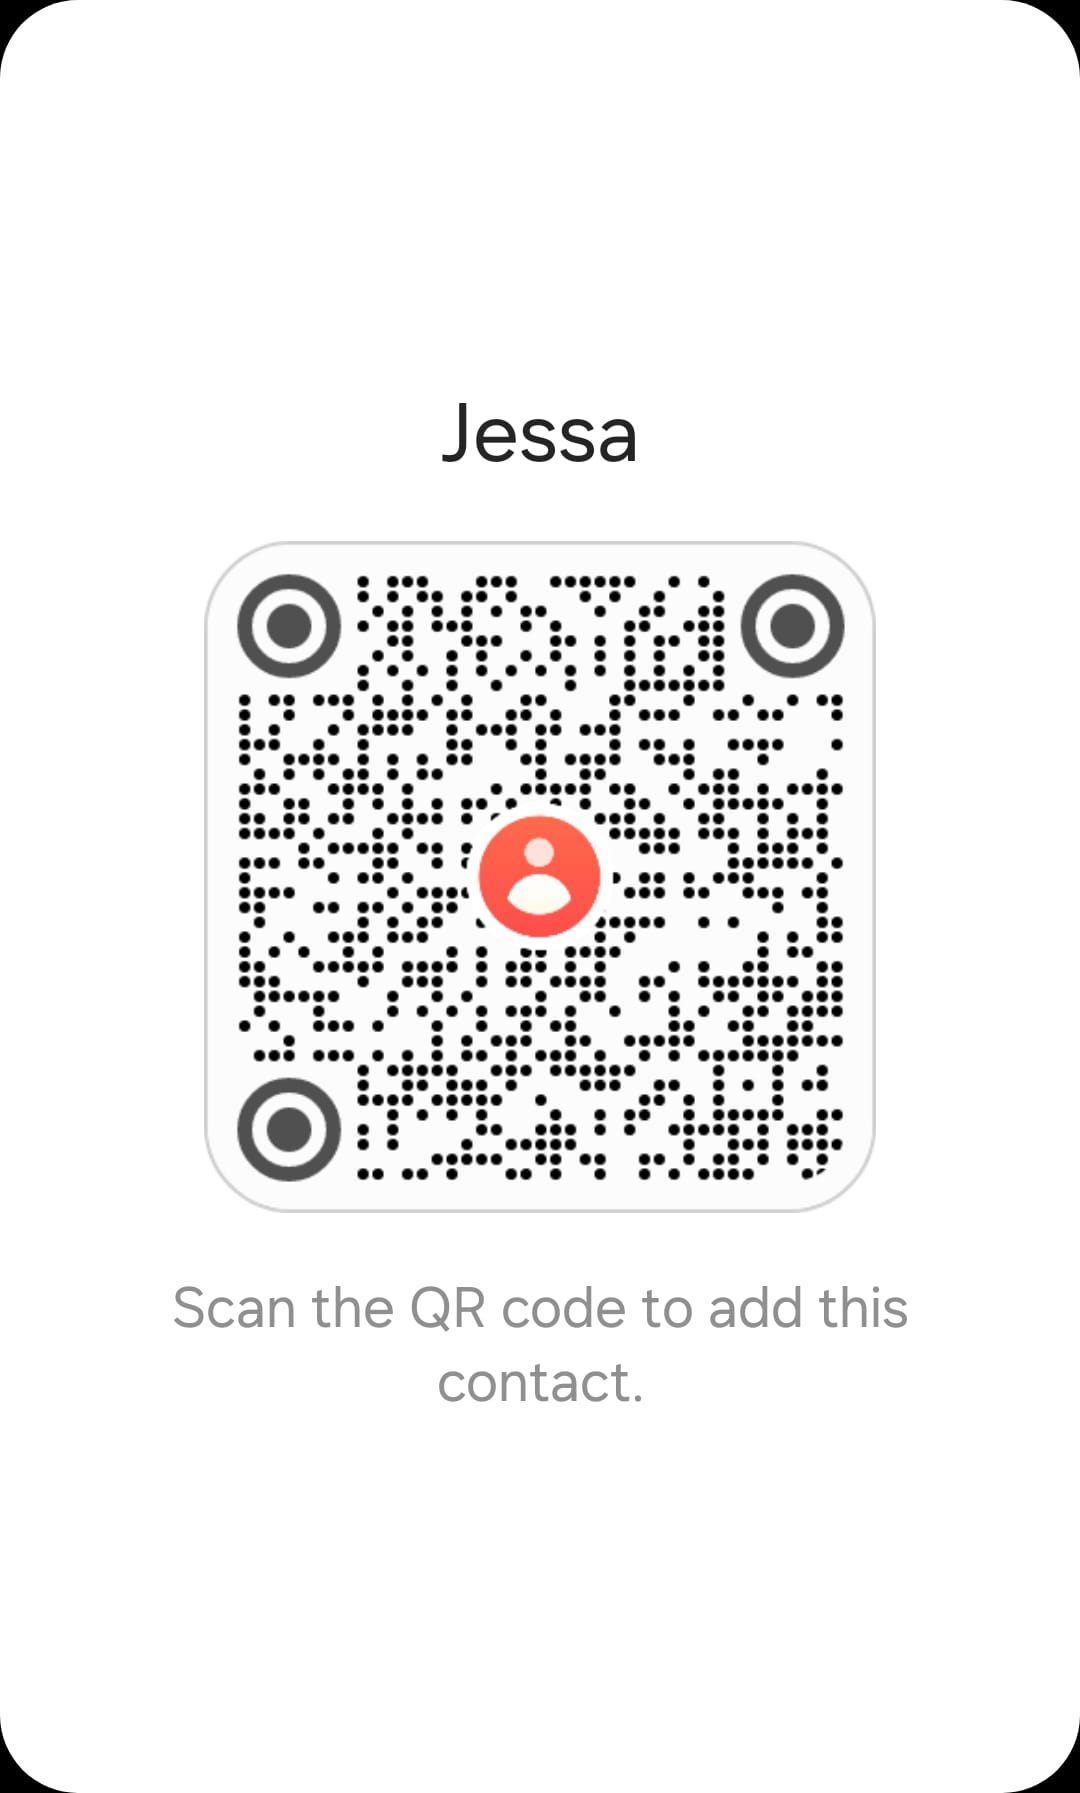 Jessa
Scan the QR code to add this
contact.